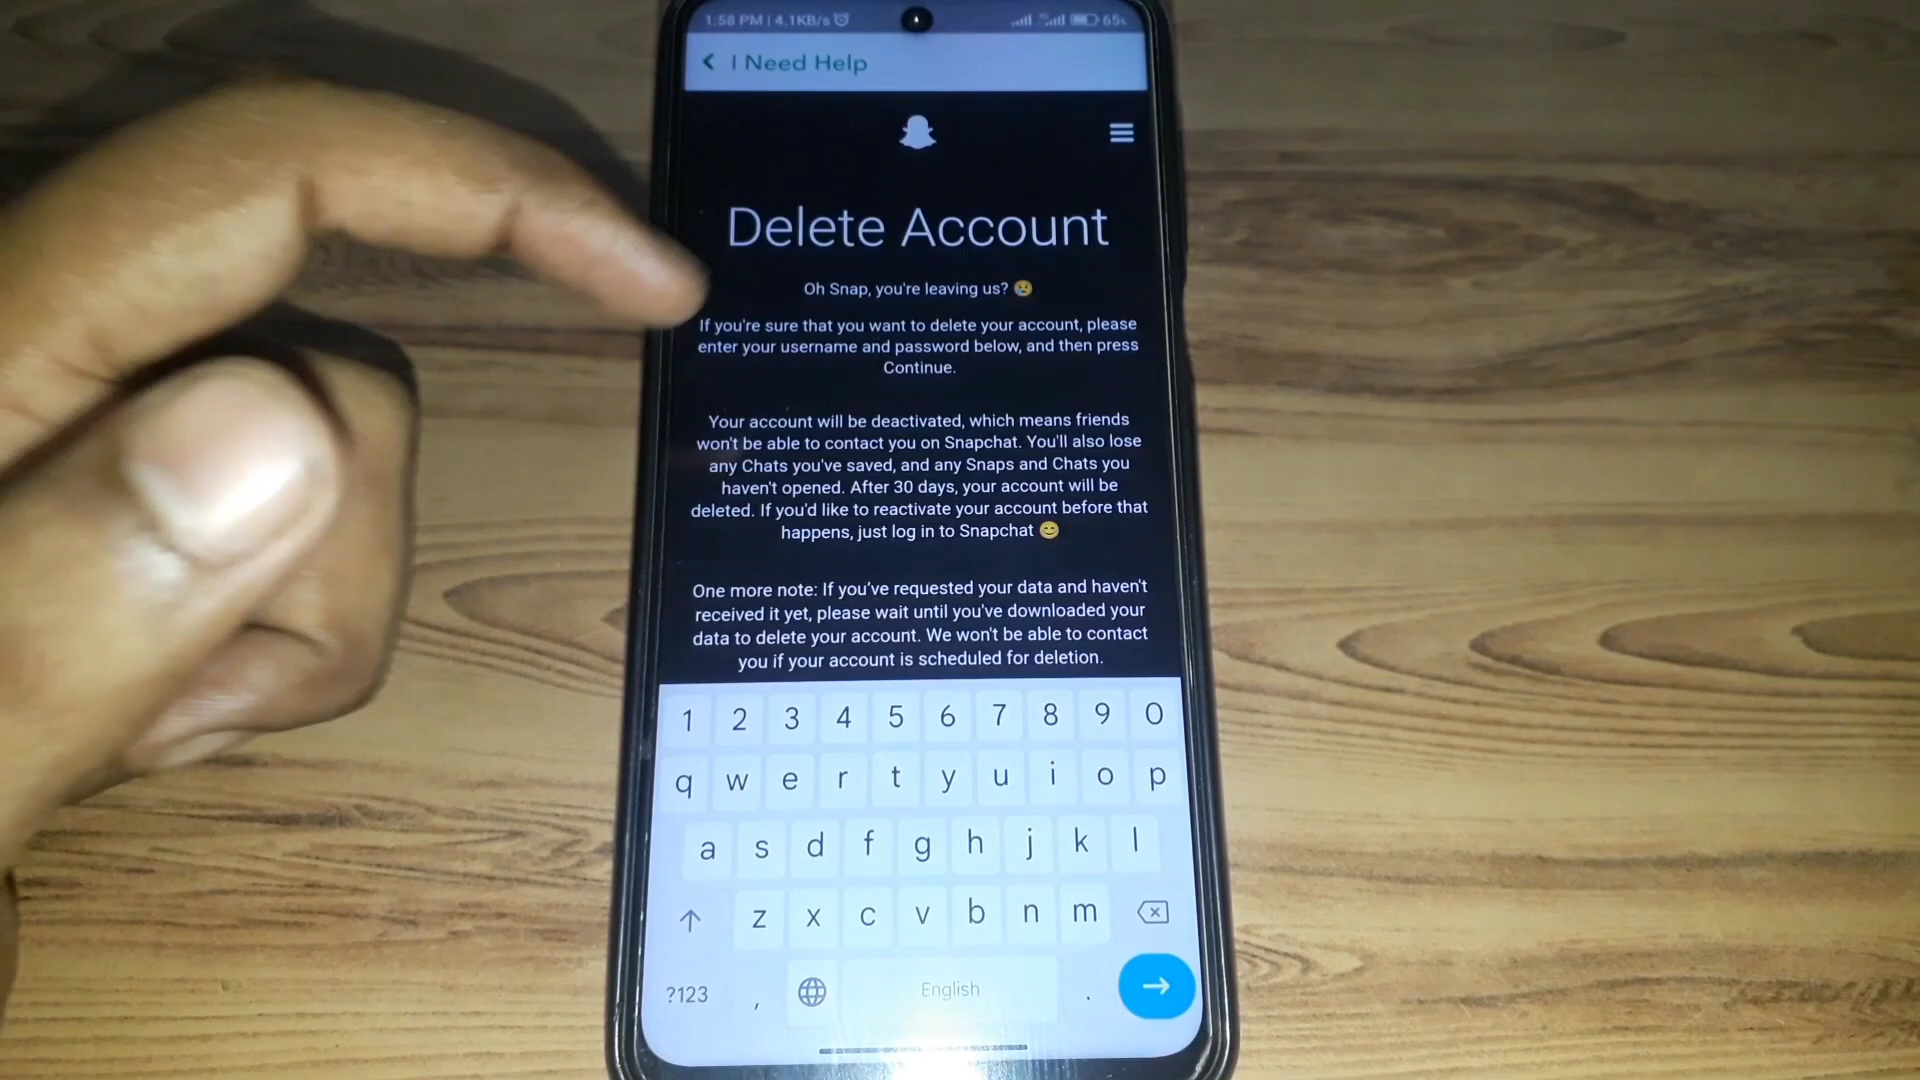 1:58 PM | 4.1KB/s 65%
I Need Help
Delete Account
Oh Snap, you're leaving us? 😢
If you're sure that you want to delete your account, please
enter your username and password below, and then press
Continue.
Your account will be deactivated, which means friends
won't be able to contact you on Snapchat. You'll also lose
any Chats you've saved, and any Snaps and Chats you
haven't opened. After 30 days, your account will be
deleted. If you'd like to reactivate your account before that
happens, just log in to Snapchat 😊
One more note: If you've requested your data and haven't
received it yet, please wait until you've downloaded your
data to delete your account. We won't be able to contact
you if your account is scheduled for deletion.
1 2 3 4 5 6 7 8 9 0
q w e r t y u i o p
a s d f g h j k l
z x c v b n m
?123 , English .